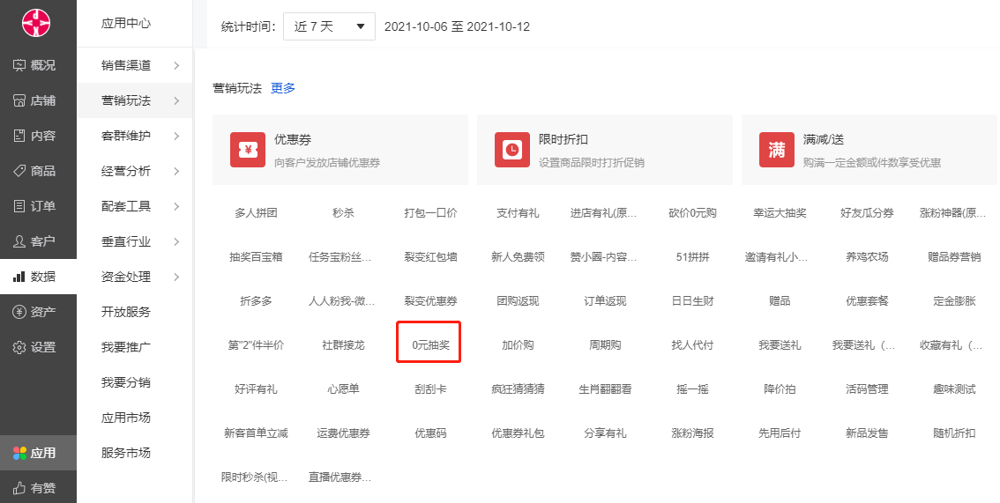 概况
店铺
内容
商品
订单
客户
数据
资产
设置
应用
有赞
应用中心
销售渠道
营销玩法
客群维护
经营分析
配套工具
垂直行业
资金处理
开放服务
我要推广
我要分销
应用市场
服务市场
统计时间: 近 7 天 2021-10-06 至 2021-10-12
营销玩法 更多
优惠券
向客户发放店铺优惠券
限时折扣
设置商品限时打折促销
满
满减/送
购满一定金额或件数享受优惠
多人拼团 秒杀 打包一口价 支付有礼 进店有礼(原... 砍价0元购 幸运大抽奖 好友瓜分券 涨粉神器(原...
抽奖百宝箱 任务宝粉丝... 裂变红包墙 新人免费领 赞小圈-内容... 51拼拼 邀请有礼小... 养鸡农场 赠品券营销
折多多 人人粉我-微... 裂变优惠券 团购返现 订单返现 日日生财 赠品 优惠套餐 定金膨胀
第"2"件半价 社群接龙 0元抽奖 加价购 周期购 找人代付 我要送礼 我要送礼（... 收藏有礼（...
好评有礼 心愿单 刮刮卡 疯狂猜猜猜 生肖翻翻看 摇一摇 降价拍 活码管理 趣味测试
新客首单立减 运费优惠券 优惠码 优惠券礼包 分享有礼 涨粉海报 先用后付 新品发售 随机折扣
限时秒杀(视... 直播优惠券...